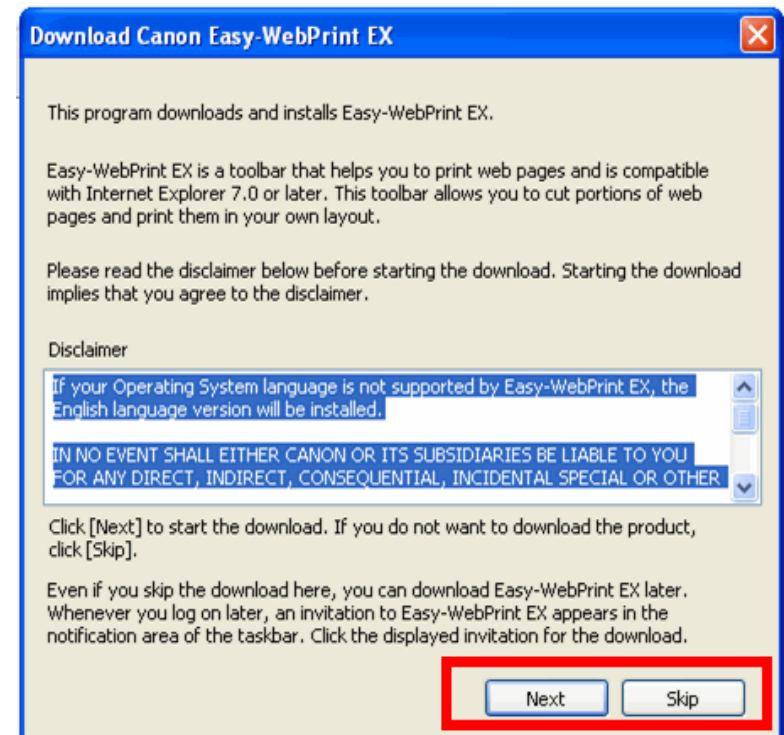 Download Canon Easy-WebPrint EX
This program downloads and installs Easy-WebPrint EX.
Easy-WebPrint EX is a toolbar that helps you to print web pages and is compatible
with Internet Explorer 7.0 or later. This toolbar allows you to cut portions of web
pages and print them in your own layout.
Please read the disclaimer below before starting the download. Starting the download
implies that you agree to the disclaimer.
Disclaimer
If your Operating System language is not supported by Easy-WebPrint EX, the
English language version will be installed.
IN NO EVENT SHALL EITHER CANON OR ITS SUBSIDIARIES BE LIABLE TO YOU
FOR ANY DIRECT, INDIRECT, CONSEQUENTIAL, INCIDENTAL SPECIAL OR OTHER
Click [Next] to start the download. If you do not want to download the product,
click [Skip].
Even if you skip the download here, you can download Easy-WebPrint EX later.
Whenever you log on later, an invitation to Easy-WebPrint EX appears in the
notification area of the taskbar. Click the displayed invitation for the download.
Next Skip